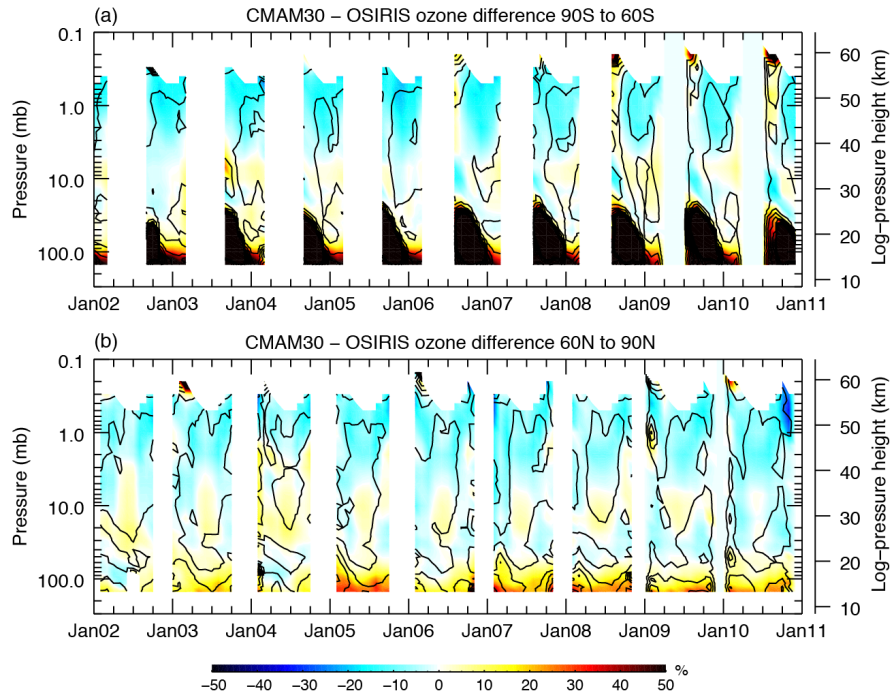 (a) CMAM30 − OSIRIS ozone difference 90S to 60S
0.1
1.0
10.0
100.0
Pressure (mb)
60
50
40
30
20
10
Log−pressure height (km)
Jan02 Jan03 Jan04 Jan05 Jan06 Jan07 Jan08 Jan09 Jan10 Jan11
(b) CMAM30 − OSIRIS ozone difference 60N to 90N
0.1
1.0
10.0
100.0
Pressure (mb)
60
50
40
30
20
10
Log−pressure height (km)
Jan02 Jan03 Jan04 Jan05 Jan06 Jan07 Jan08 Jan09 Jan10 Jan11
%
−50 −40 −30 −20 −10 0 10 20 30 40 50